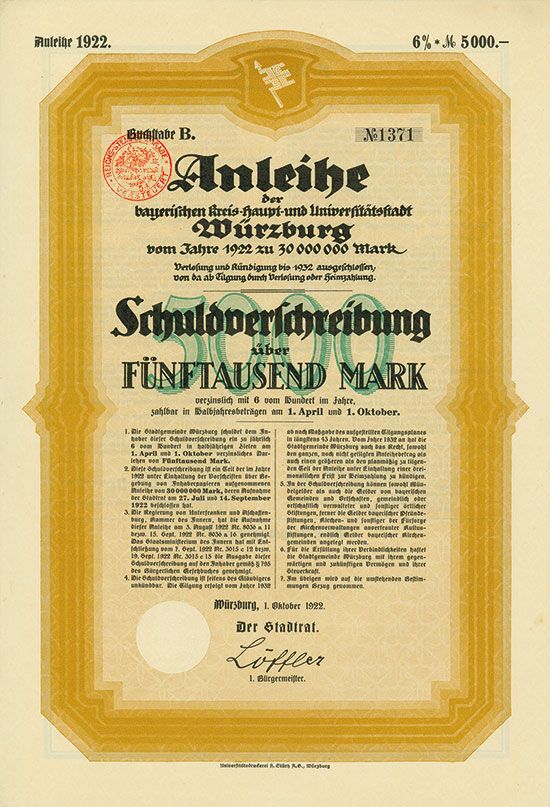 Anleihe 1922.
6% * ℳ 5000.—
Buchstabe B.
№1371
REICHS-STEMPELABGABE
VERSTEUERT
Anleihe
der
bayerischen Kreis-Haupt-und Universitätsstadt
Würzburg
vom Jahre 1922 zu 30000000 Mark
Verlosung und Kündigung bis 1932 ausgeschlossen,
von da ab Tilgung durch Verlosung oder Heimzahlung.
5000
Schuldverschreibung
über
FÜNFTAUSEND MARK
verzinslich mit 6 vom Hundert im Jahre,
zahlbar in Halbjahresbeträgen am 1. April und 1. Oktober.
1. Die Stadtgemeinde Würzburg schuldet dem In-
haber dieser Schuldverschreibung ein zu jährlich
6 vom Hundert in halbjährigen Zielen am
1. April und 1. Oktober verzinsliches Dar-
lehen von Fünftausend Mark.
2. Diese Schuldverschreibung ist ein Teil der im Jahre
1922 unter Einhaltung der Vorschriften über Be-
gebung von Inhaberpapieren aufgenommenen
Anleihe von 30000000 Mark, deren Aufnahme
der Stadtrat am 27. Juli und 14. September
1922 beschlossen hat.
3. Die Regierung von Unterfranken und Aschaffen-
burg, Kammer des Innern, hat die Aufnahme
dieser Anleihe am 3. August 1922 Nr. 8036 a 11
bezw. 15. Sept. 1922 Nr. 8036 a 16 genehmigt.
Das Staatsministerium des Innern hat mit Ent-
schließung vom 7. Sept. 1922 Nr. 3015 c 12 bezw.
19. Sept. 1922 Nr. 3015 c 15 die Ausgabe dieser
Schuldverschreibung auf den Inhaber gemäß § 795
des Bürgerlichen Gesetzbuches genehmigt.
4. Die Schuldverschreibung ist seitens des Gläubigers
unkündbar. Die Tilgung erfolgt vom Jahre 1932
ab nach Maßgabe des aufgestellten Tilgungsplanes
in längstens 43 Jahren. Vom Jahre 1932 an hat die
Stadtgemeinde Würzburg auch das Recht, sowohl
den ganzen, noch nicht getilgten Anleihebetrag als
auch einen größeren als den planmäßig zu tilgen-
den Teil der Anleihe unter Einhaltung einer drei-
monatlichen Frist zur Heimzahlung zu kündigen.
5. In der Schuldverschreibung können sowohl Mün-
delgelder als auch die Gelder von bayerischen
Gemeinden und Ortschaften, gemeindlich oder
ortschaftlich verwalteter und sonstiger örtlicher
Stiftungen, ferner die Gelder bayerischer Pfründe-
stiftungen, Kirchen- und sonstiger der Fürsorge
der Kirchenverwaltungen anvertrauter Kultus-
stiftungen, endlich Gelder bayerischer Kirchen-
gemeinden angelegt werden.
6. Für die Erfüllung ihrer Verbindlichkeiten haftet
die Stadtgemeinde Würzburg mit ihrem gegen-
wärtigen und zukünftigen Vermögen und ihrer
Steuerkraft.
7. Im übrigen wird auf die umstehenden Bestim-
mungen Bezug genommen.
Würzburg, 1. Oktober 1922.
Der Stadtrat.
Löffler
1. Bürgermeister.
Universitätsdruckerei H. Stürtz A.G., Würzburg